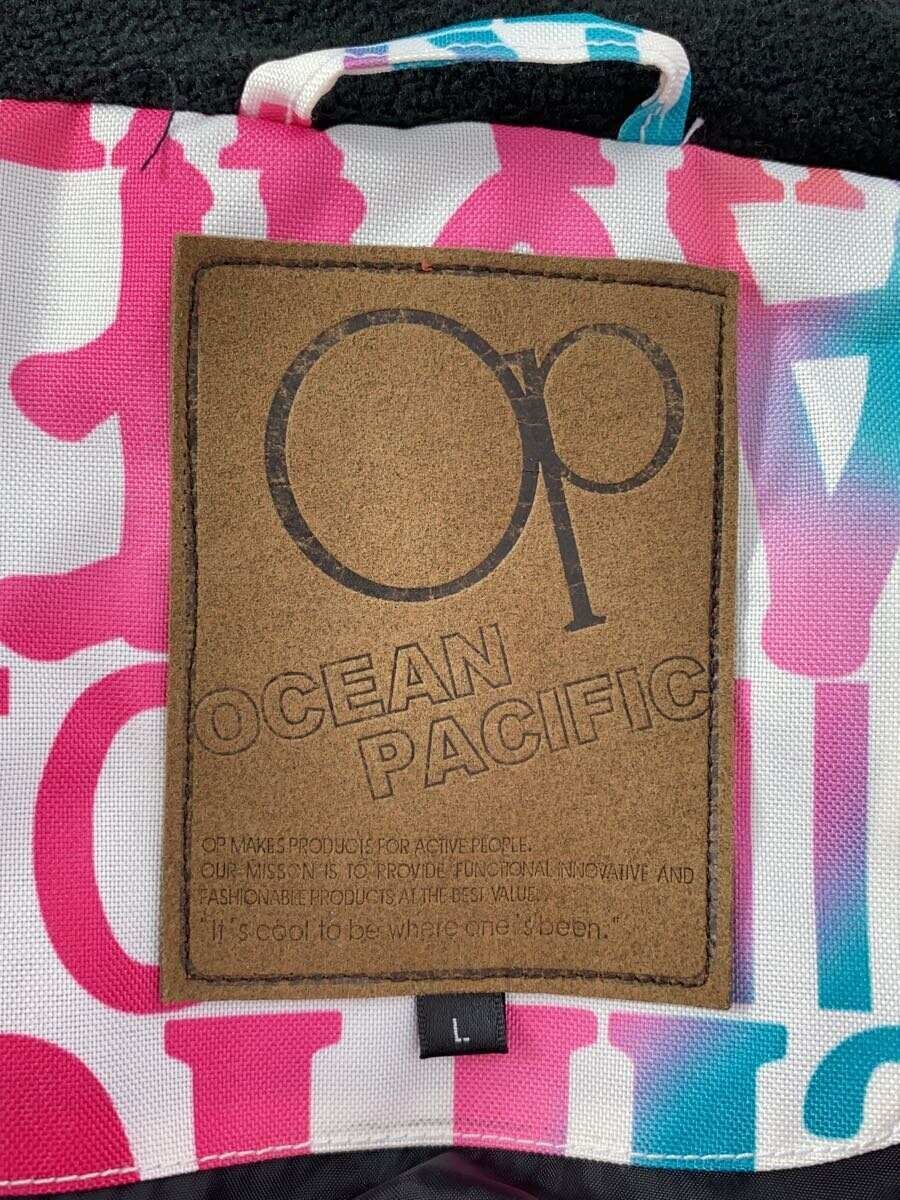 op
OCEAN
PACIFIC
OP MAKES PRODUCTS FOR ACTIVE PEOPLE.
OUR MISSION IS TO PROVIDE FUNCTIONAL INNOVATIVE AND
FASHIONABLE PRODUCTS AT THE BEST VALUE.
"It's cool to be where one's been."
L